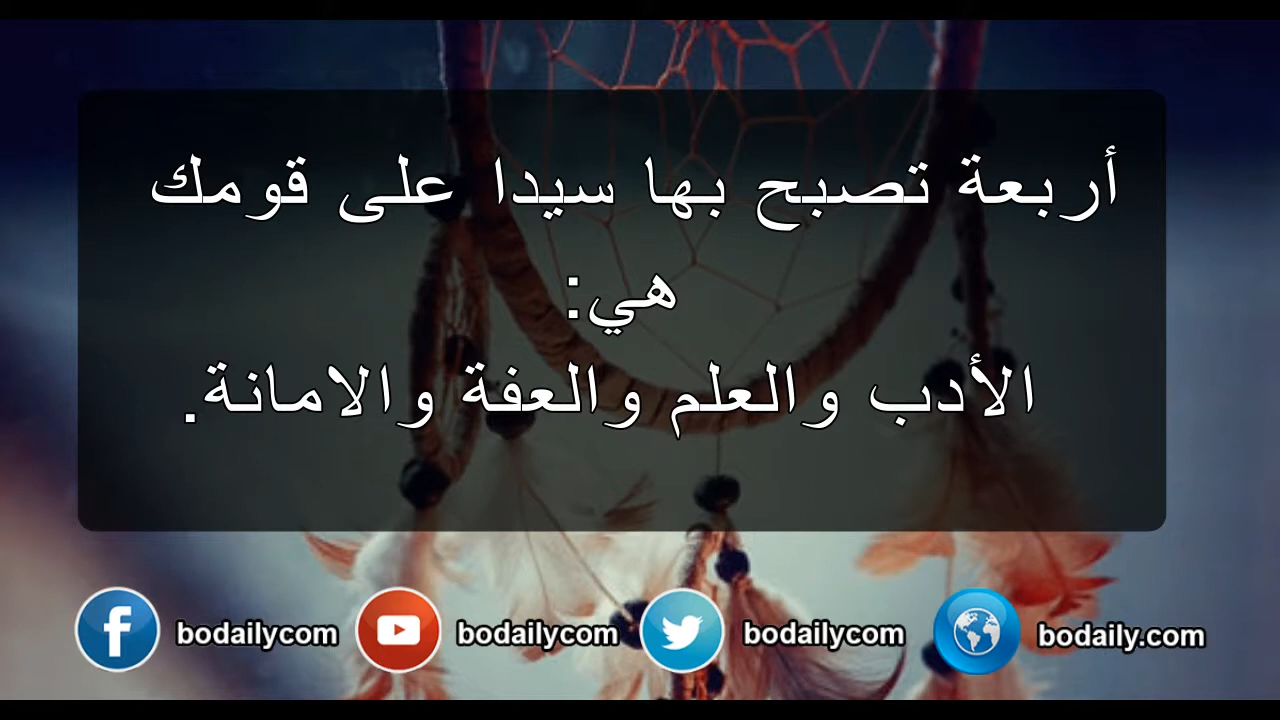 أربعة تصبح بها سيدا على قومك
هي:
الأدب والعلم والعفة والامانة.
bodailycom bodailycom bodailycom bodaily.com